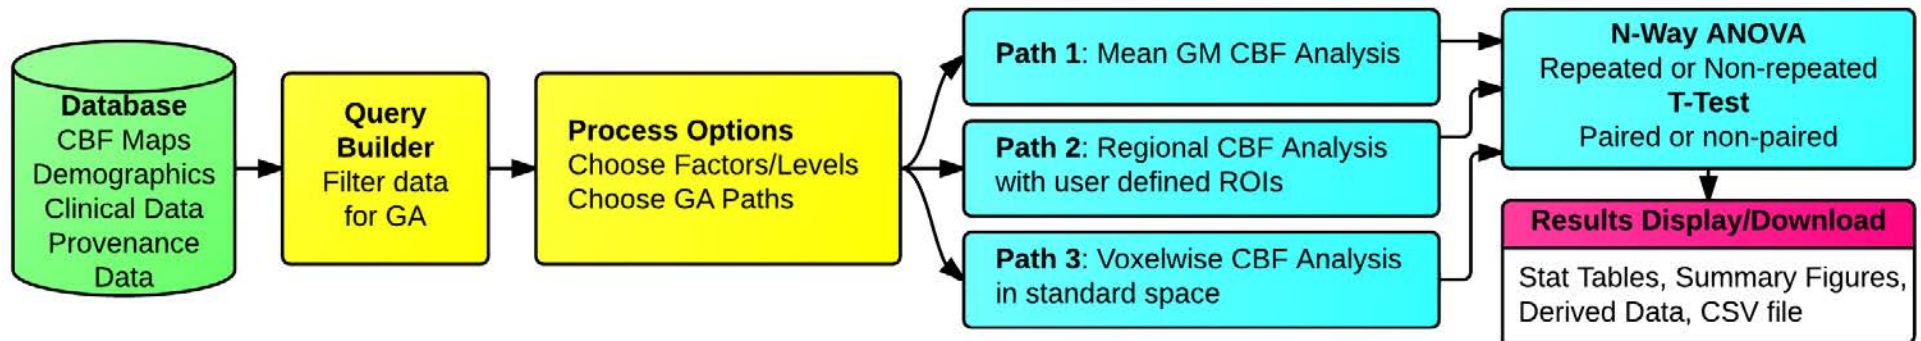 Database
CBF Maps
Demographics
Clinical Data
Provenance
Data
Query
Builder
Filter data
for GA
Process Options
Choose Factors/Levels
Choose GA Paths
Path 1: Mean GM CBF Analysis
Path 2: Regional CBF Analysis
with user defined ROIs
Path 3: Voxelwise CBF Analysis
in standard space
N-Way ANOVA
Repeated or Non-repeated
T-Test
Paired or non-paired
Results Display/Download
Stat Tables, Summary Figures,
Derived Data, CSV file